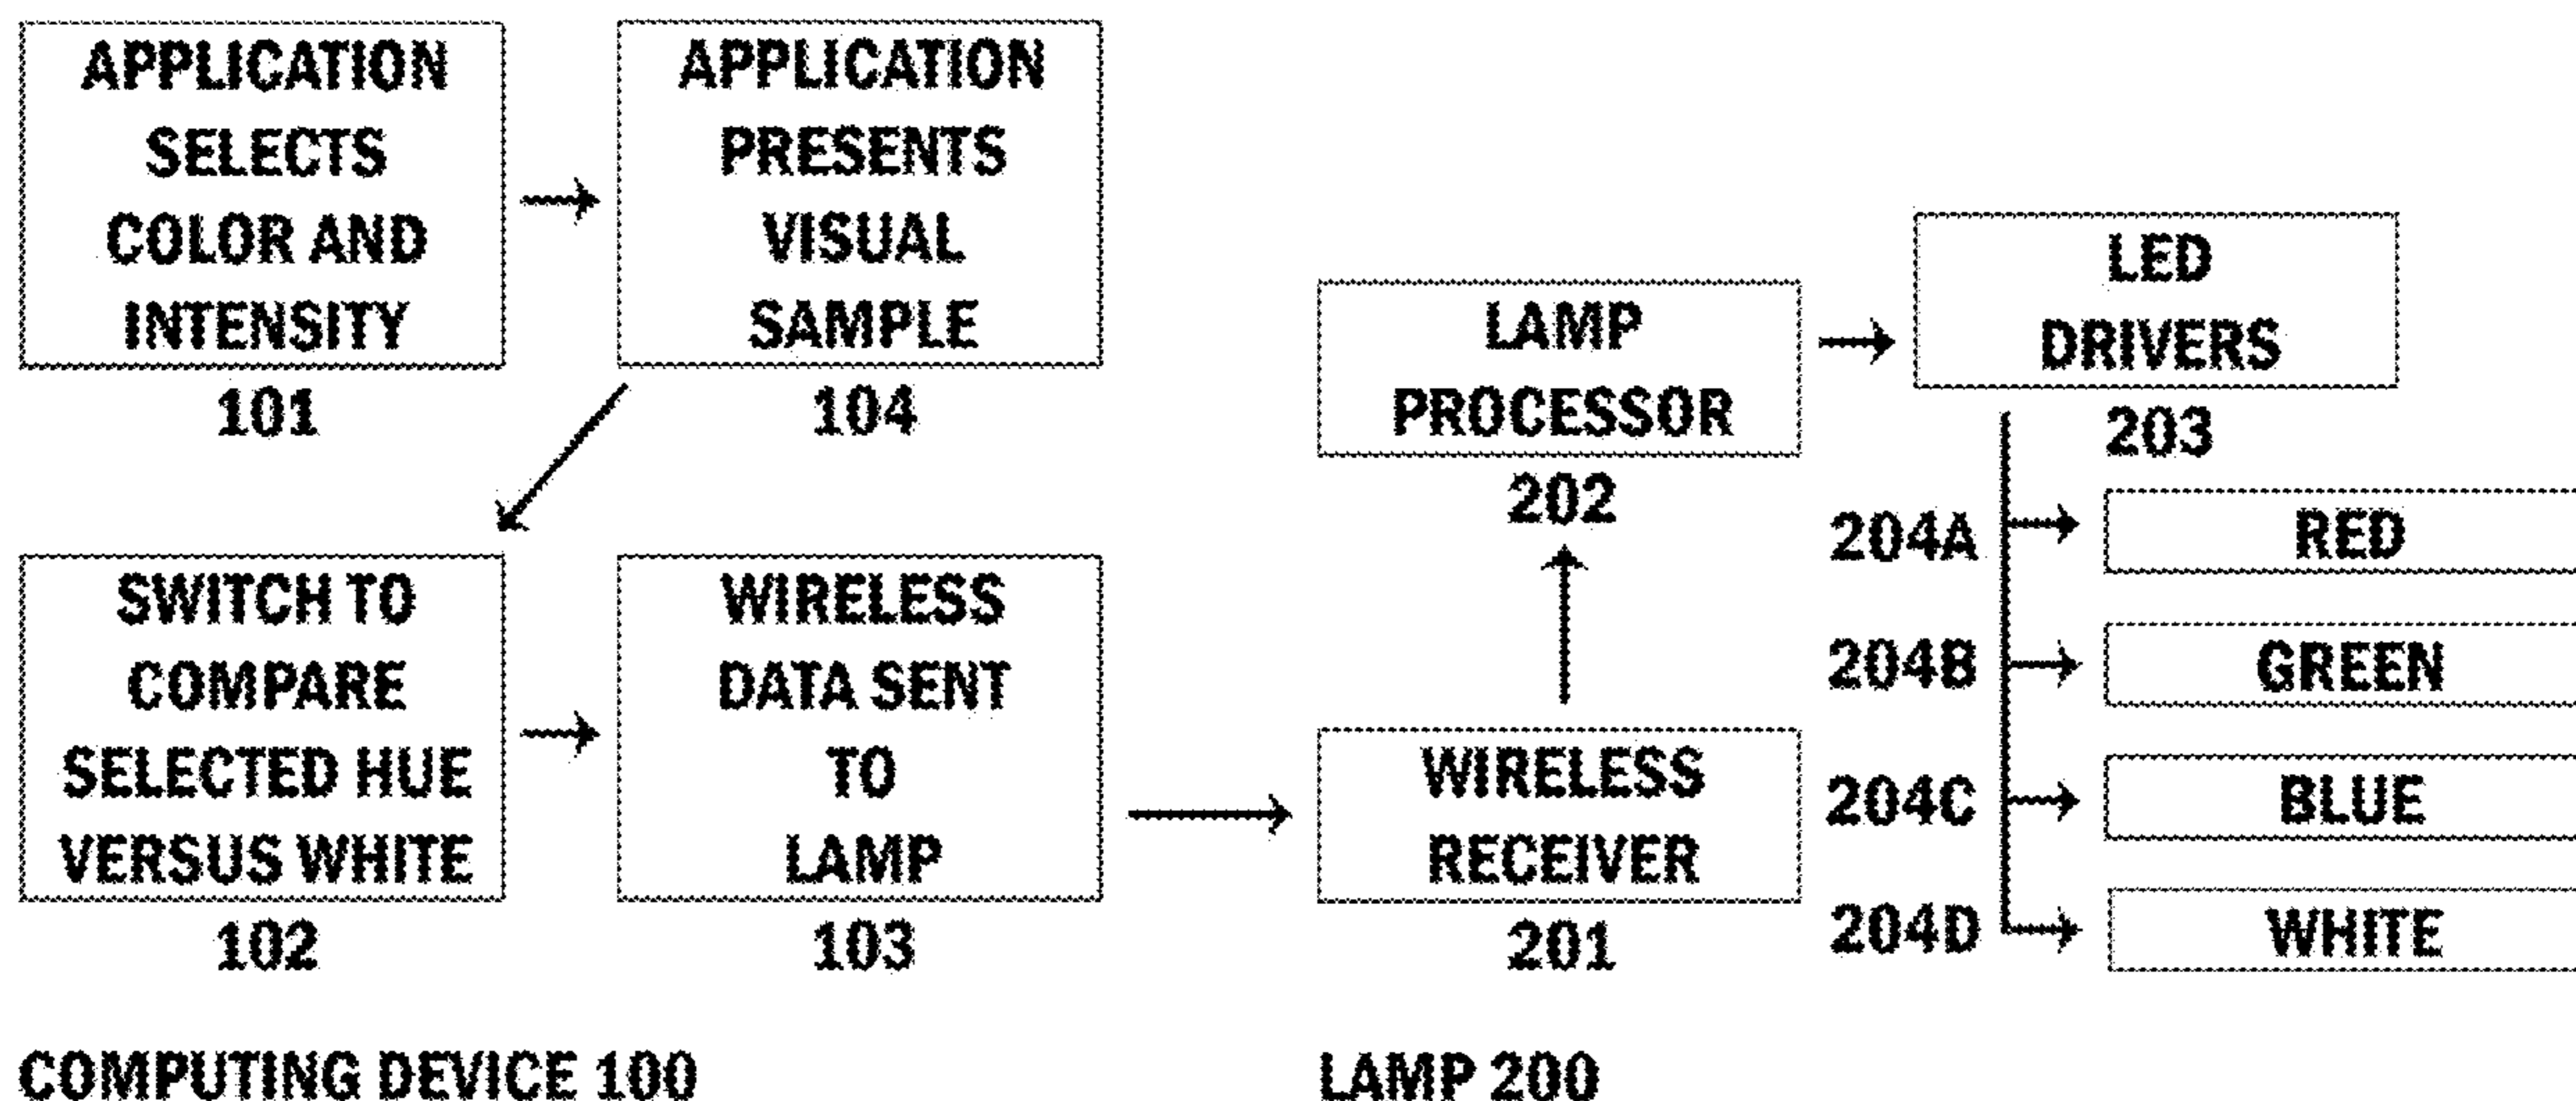 APPLICATION
SELECTS
COLOR AND
INTENSITY
101
APPLICATION
PRESENTS
VISUAL
SAMPLE
104
SWITCH TO
COMPARE
SELECTED HUE
VERSUS WHITE
102
WIRELESS
DATA SENT
TO
LAMP
103
COMPUTING DEVICE 100
WIRELESS
RECEIVER
201
LAMP
PROCESSOR
202
LED
DRIVERS
203
204A
RED
204B
GREEN
204C
BLUE
204D
WHITE
LAMP 200